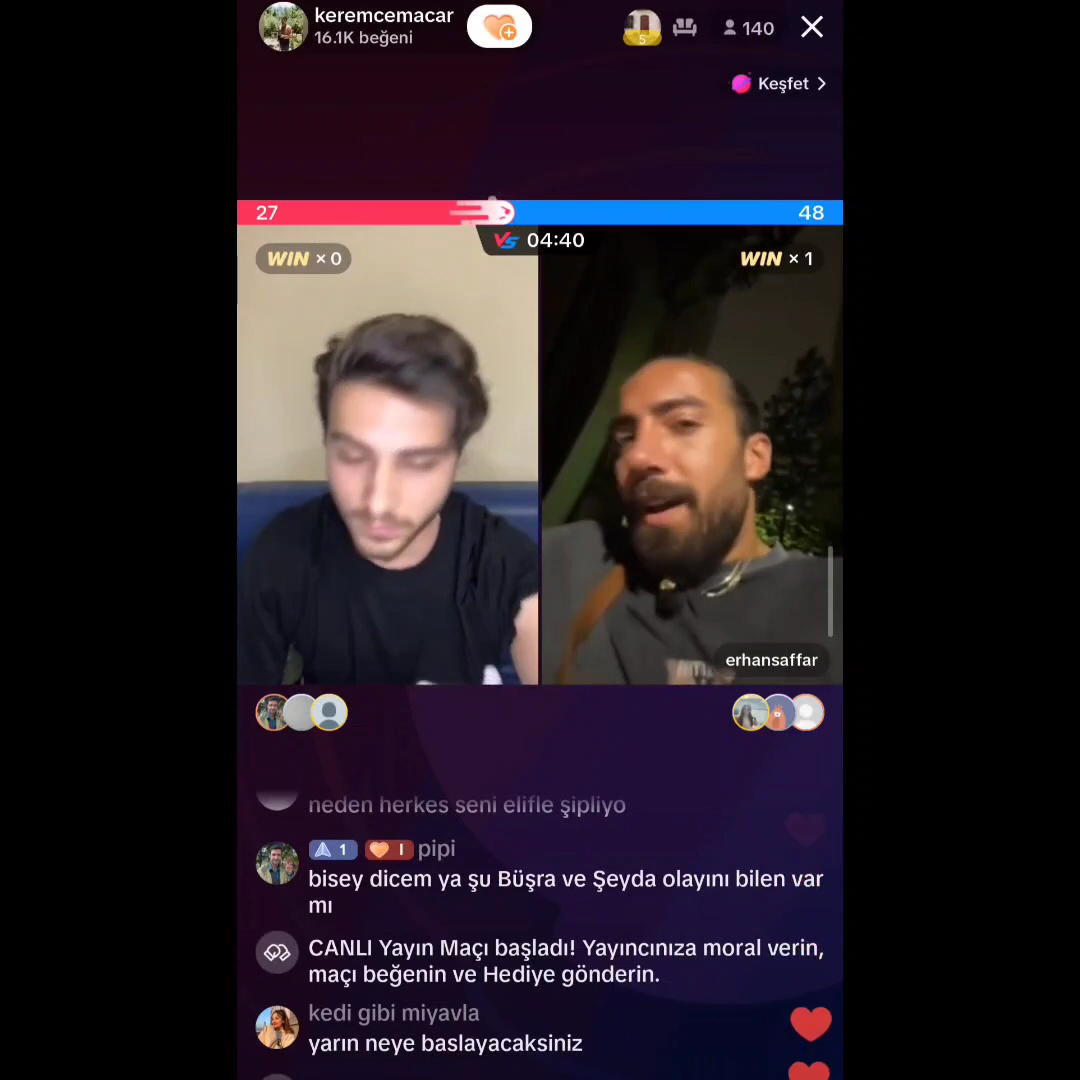 keremcemacar
16.1K beğeni
5
140
Keşfet
27
48
VS 04:40
WIN × 0
WIN × 1
erhansaffar
neden herkes seni elifle şipliyo
1 I pipi
bisey dicem ya şu Büşra ve Şeyda olayını bilen var
mı
CANLI Yayın Maçı başladı! Yayıncınıza moral verin,
maçı beğenin ve Hediye gönderin.
kedi gibi miyavla
yarın neye baslayacaksiniz